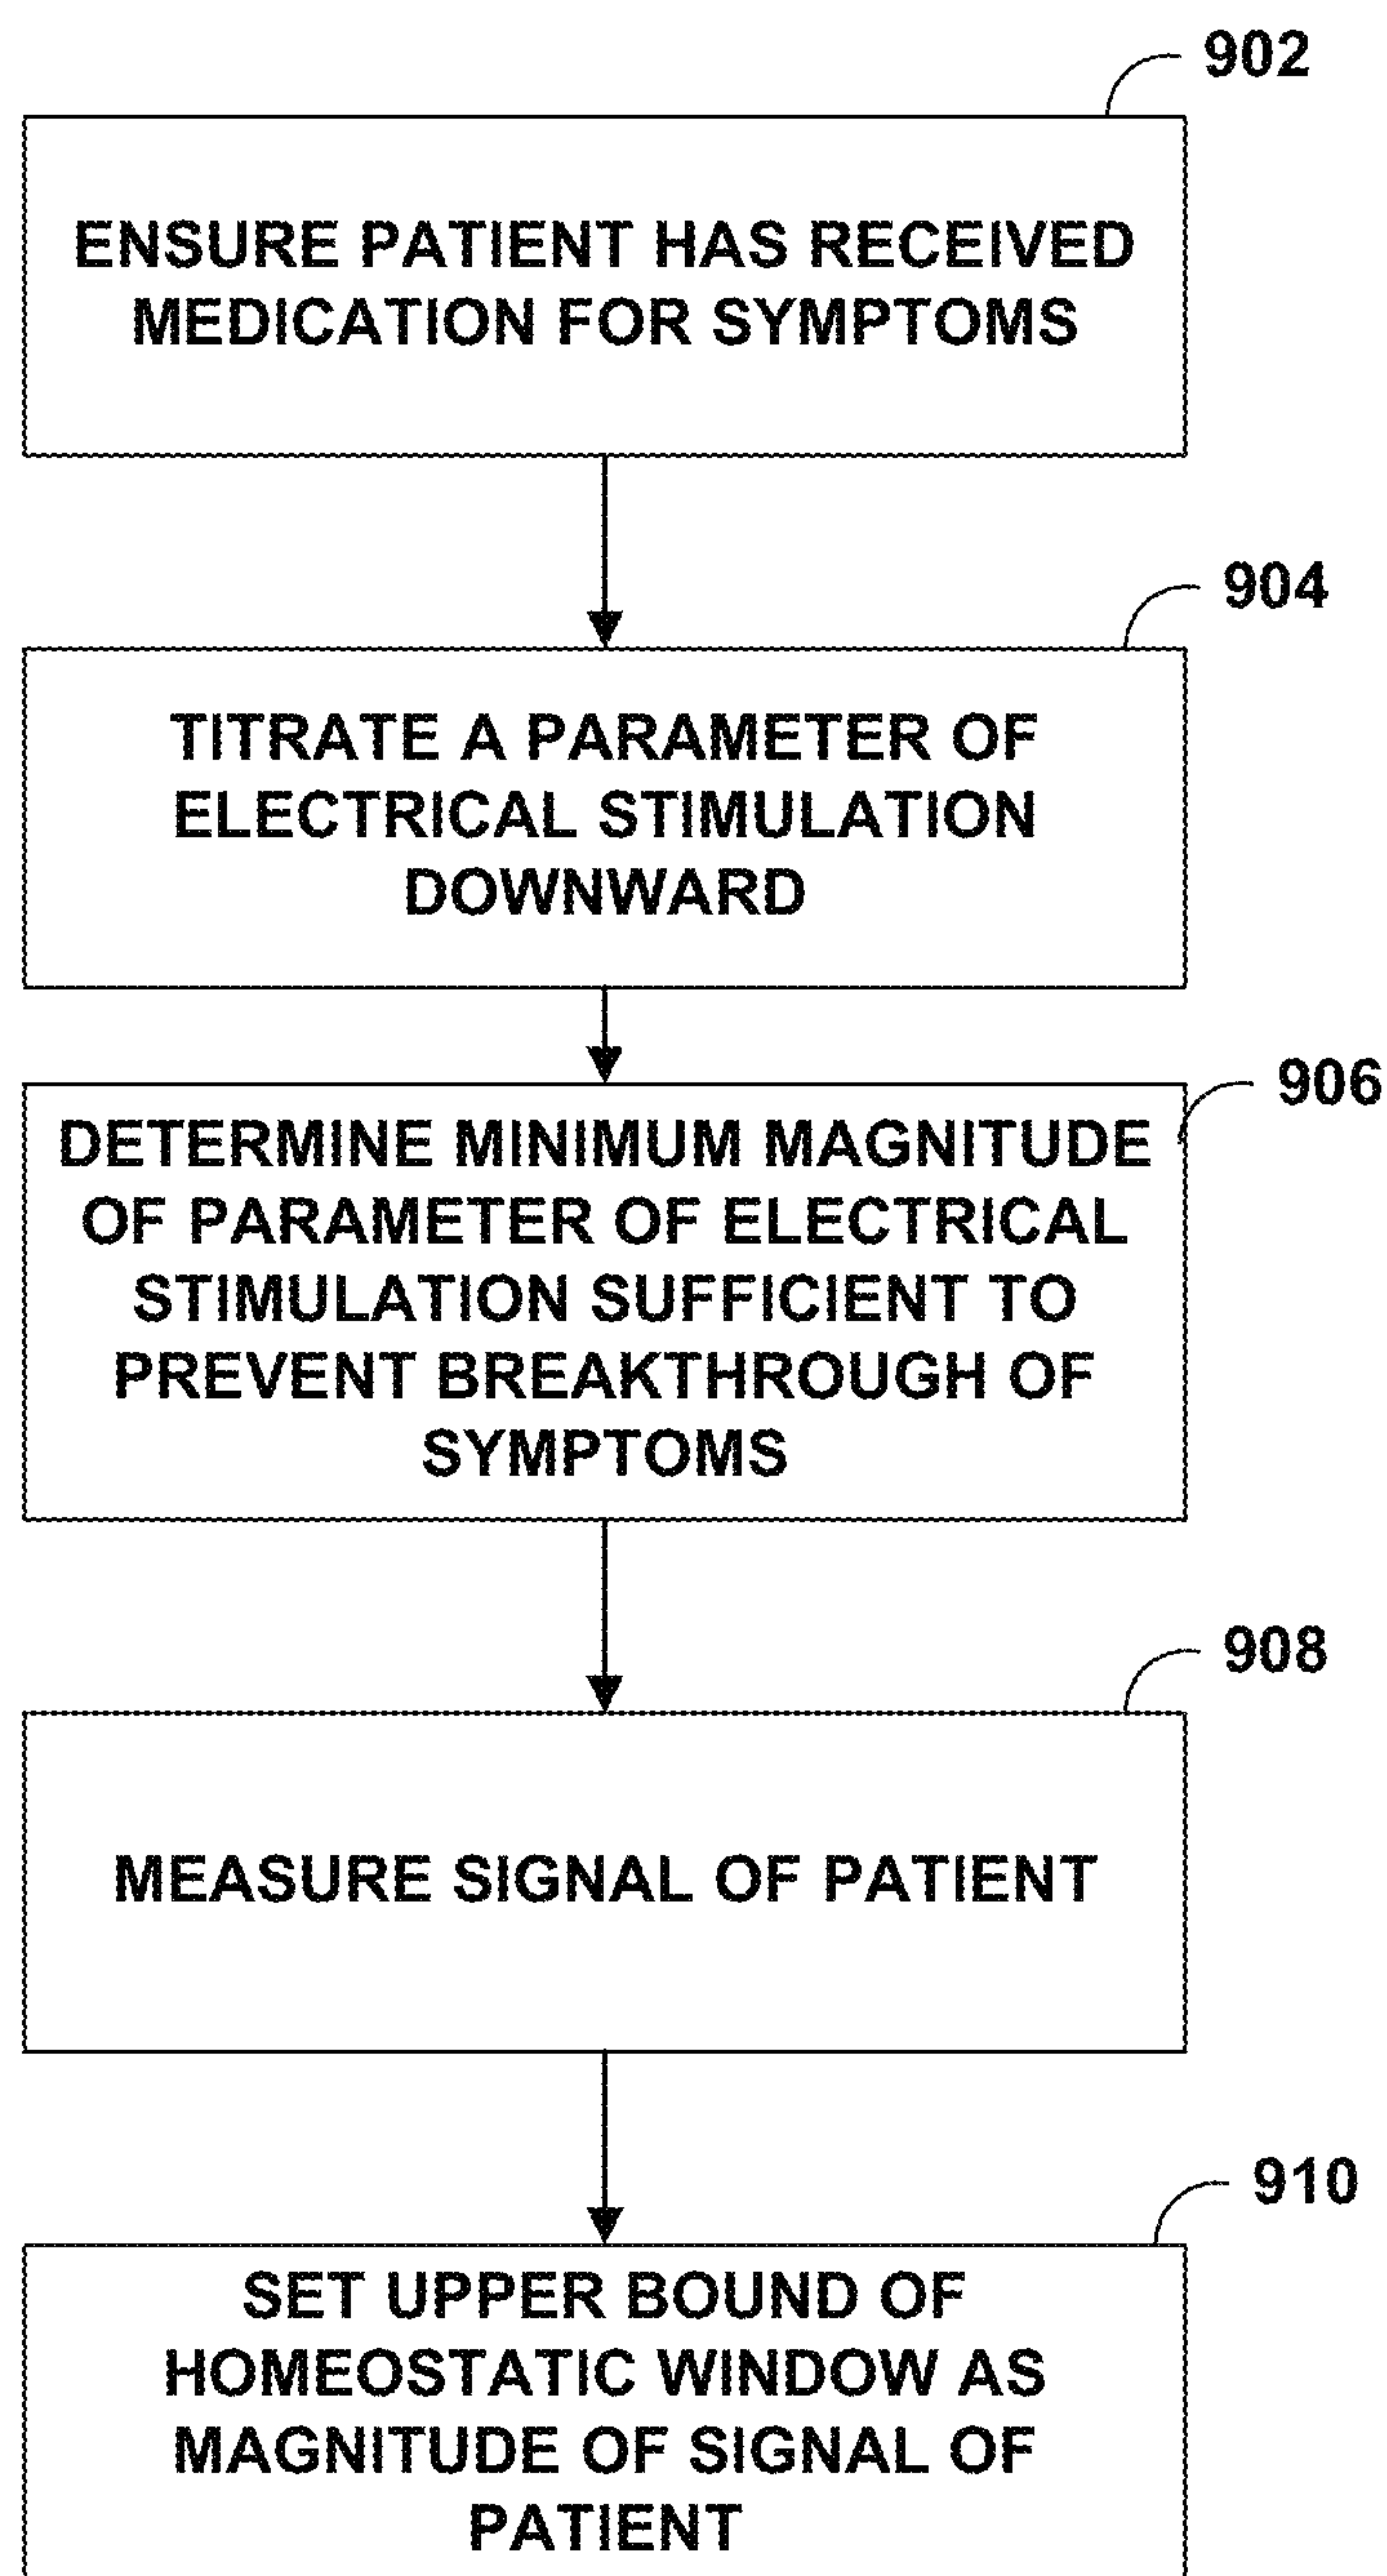 902
ENSURE PATIENT HAS RECEIVED
MEDICATION FOR SYMPTOMS
904
TITRATE A PARAMETER OF
ELECTRICAL STIMULATION
DOWNWARD
906
DETERMINE MINIMUM MAGNITUDE
OF PARAMETER OF ELECTRICAL
STIMULATION SUFFICIENT TO
PREVENT BREAKTHROUGH OF
SYMPTOMS
908
MEASURE SIGNAL OF PATIENT
910
SET UPPER BOUND OF
HOMEOSTATIC WINDOW AS
MAGNITUDE OF SIGNAL OF
PATIENT